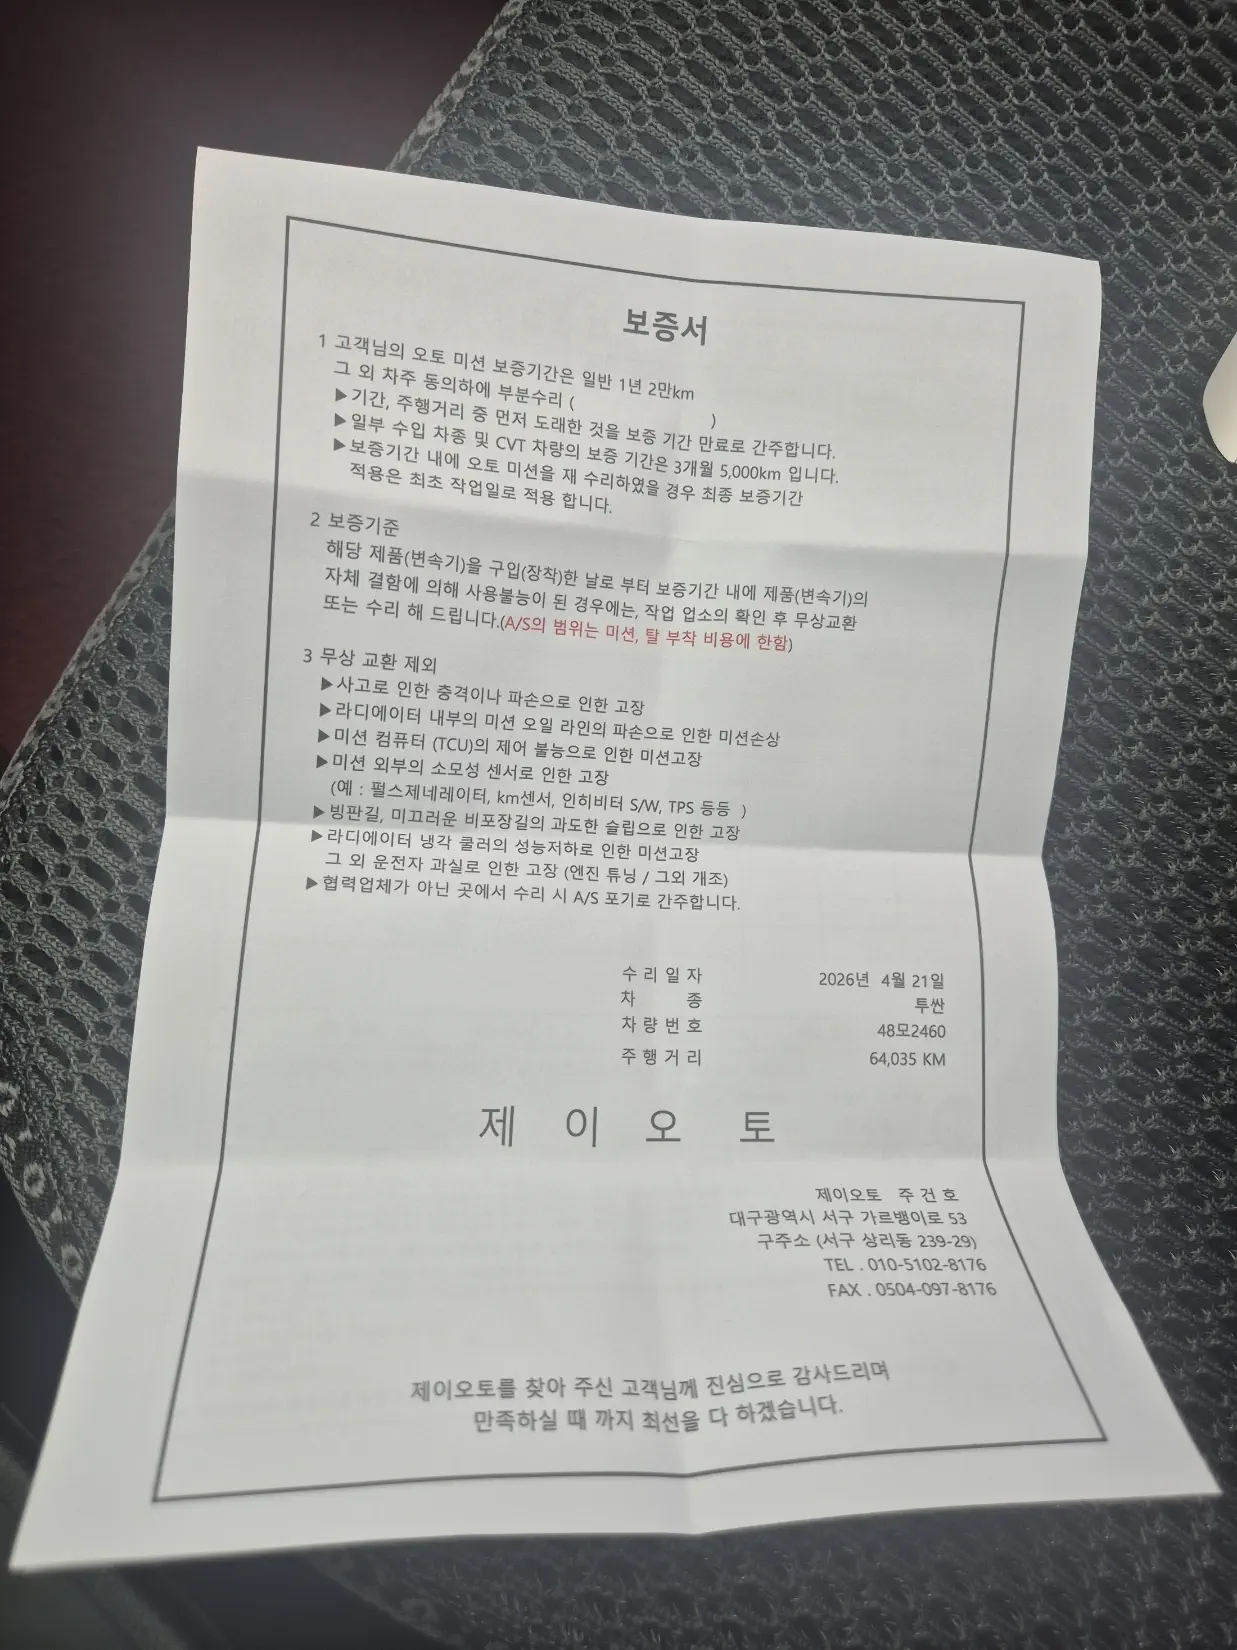 보증서
1 고객님의 오토 미션 보증기간은 일반 1년 2만km
그 외 차주 동의하에 부분수리 ( )
▶기간, 주행거리 중 먼저 도래한 것을 보증 기간 만료로 간주합니다.
▶일부 수입 차종 및 CVT 차량의 보증 기간은 3개월 5,000km 입니다.
▶보증기간 내에 오토 미션을 재 수리하였을 경우 최종 보증기간
적용은 최초 작업일로 적용 합니다.
2 보증기준
해당 제품(변속기)을 구입(장착)한 날로 부터 보증기간 내에 제품(변속기)의
자체 결함에 의해 사용불능이 된 경우에는, 작업 업소의 확인 후 무상교환
또는 수리 해 드립니다.(A/S의 범위는 미션, 탈 부착 비용에 한함)
3 무상 교환 제외
▶사고로 인한 충격이나 파손으로 인한 고장
▶라디에이터 내부의 미션 오일 라인의 파손으로 인한 미션손상
▶미션 컴퓨터 (TCU)의 제어 불능으로 인한 미션고장
▶미션 외부의 소모성 센서로 인한 고장
(예 : 펄스제네레이터, km센서, 인히비터 S/W, TPS 등등 )
▶빙판길, 미끄러운 비포장길의 과도한 슬립으로 인한 고장
▶라디에이터 냉각 쿨러의 성능저하로 인한 미션고장
그 외 운전자 과실로 인한 고장 (엔진 튜닝 / 그외 개조)
▶협력업체가 아닌 곳에서 수리 시 A/S 포기로 간주합니다.
수 리 일 자 2026년 4월 21일
차 종 투싼
차 량 번 호 48모2460
주 행 거 리 64,035 KM
제 이 오 토
제이오토 주 건 호
대구광역시 서구 가르뱅이로 53
구주소 (서구 상리동 239-29)
TEL . 010-5102-8176
FAX . 0504-097-8176
제이오토를 찾아 주신 고객님께 진심으로 감사드리며
만족하실 때 까지 최선을 다 하겠습니다.